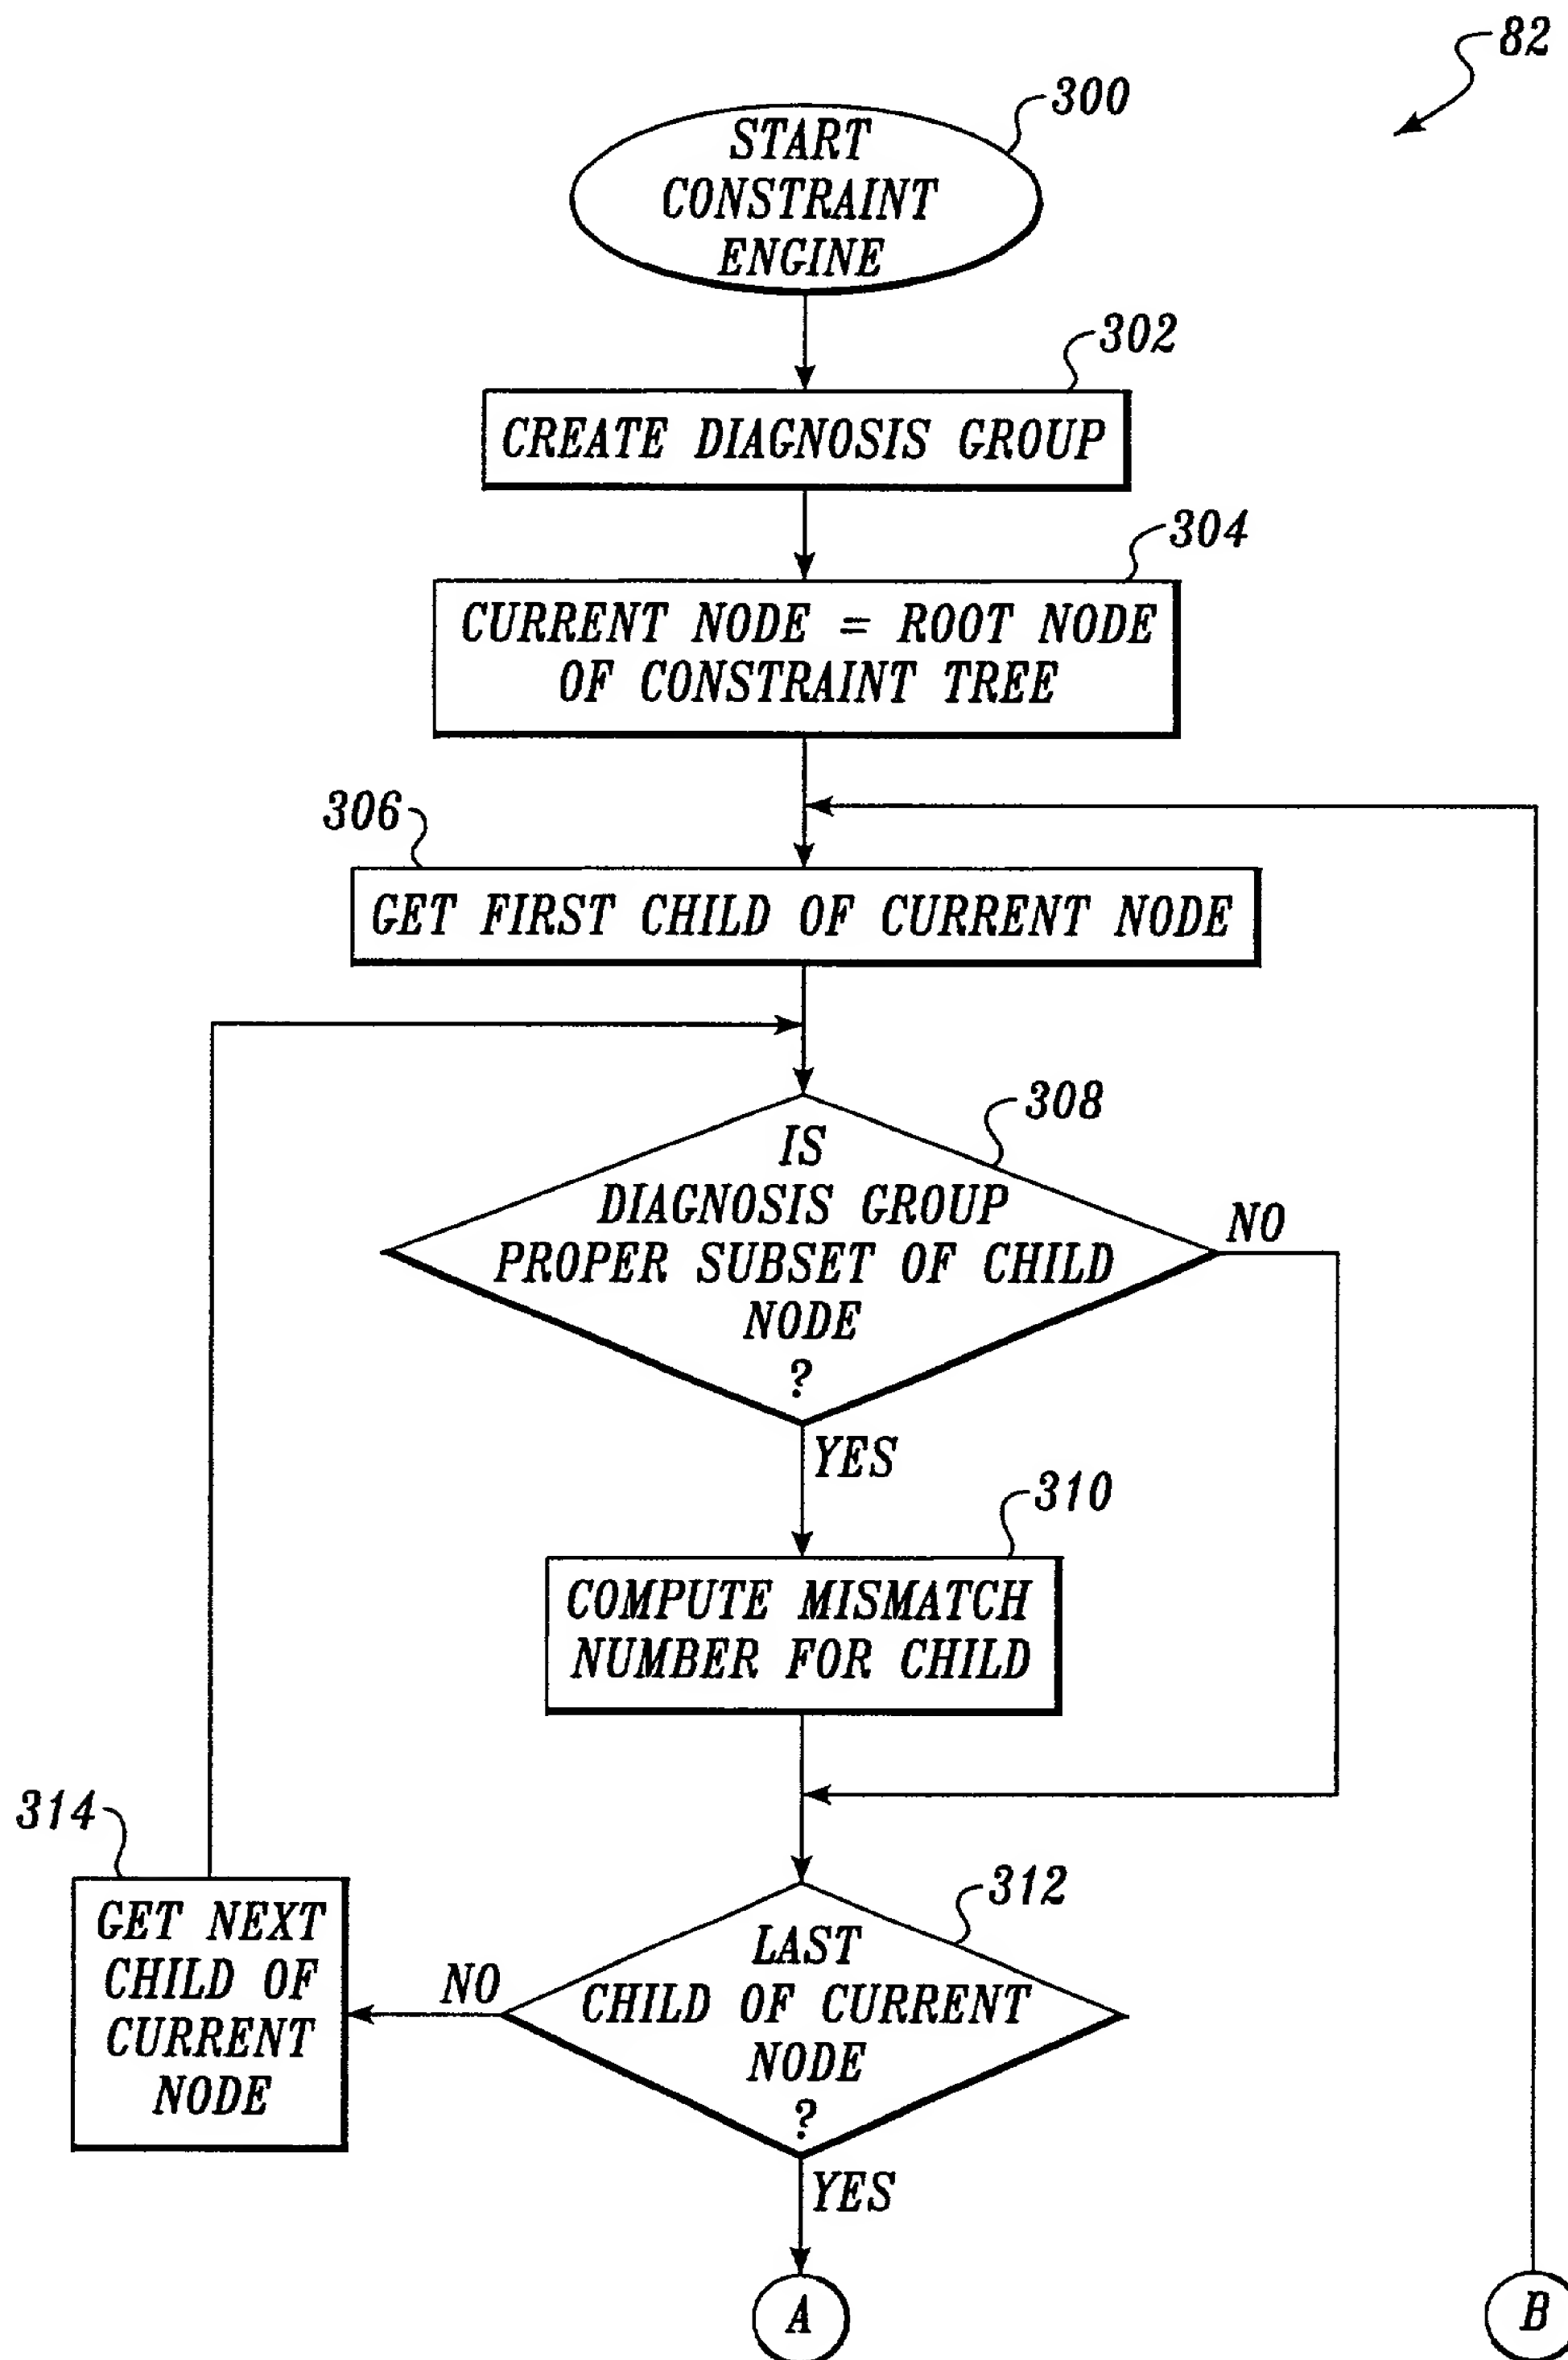 82
300
START
CONSTRAINT
ENGINE
302
CREATE DIAGNOSIS GROUP
304
CURRENT NODE = ROOT NODE
OF CONSTRAINT TREE
306
GET FIRST CHILD OF CURRENT NODE
308
IS
DIAGNOSIS GROUP
PROPER SUBSET OF CHILD
NODE
?
NO
YES
310
COMPUTE MISMATCH
NUMBER FOR CHILD
314
GET NEXT
CHILD OF
CURRENT
NODE
NO
312
LAST
CHILD OF CURRENT
NODE
?
YES
A
B